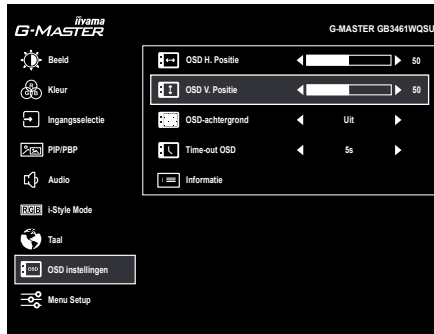 iiyama
G-MASTER
G-MASTER GB3461WQSU
Beeld
Kleur
Ingangsselectie
PIP/PBP
Audio
RGB i-Style Mode
Taal
OSD OSD instellingen
Menu Setup
OSD H. Positie 50
OSD V. Positie 50
OSD-achtergrond Uit
Time-out OSD 5s
Informatie